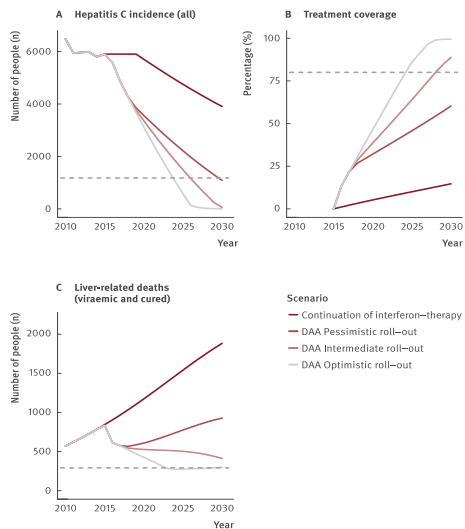 A Hepatitis C incidence (all)
Number of people (n)
6000
4000
2000
0
2010 2015 2020 2025 2030
Year
B Treatment coverage
Percentage (%)
100
75
50
25
0
2010 2015 2020 2025 2030
Year
C Liver-related deaths
(viraemic and cured)
Number of people (n)
2000
1500
1000
500
0
2010 2015 2020 2025 2030
Year
Scenario
Continuation of interferon–therapy
DAA Pessimistic roll–out
DAA Intermediate roll–out
DAA Optimistic roll–out